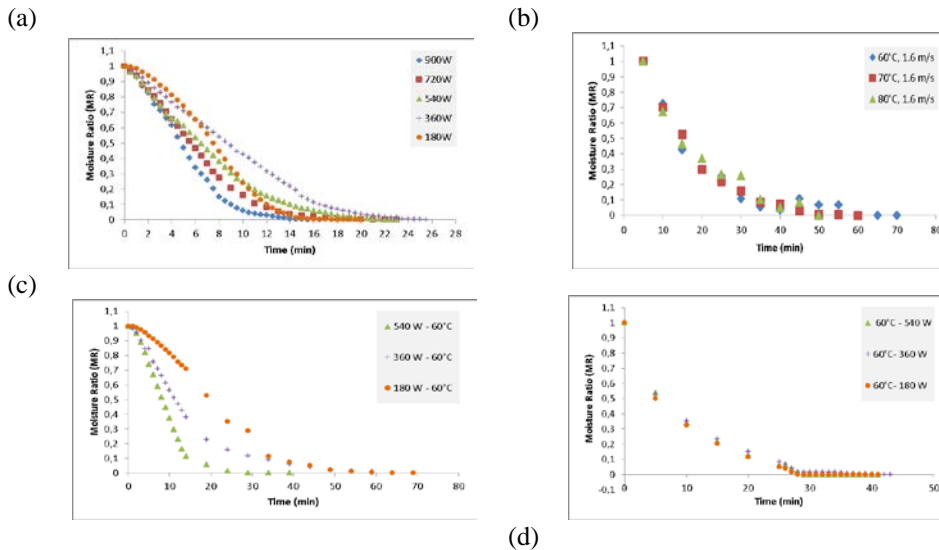 (a)
1,1
1
0,9
0,8
0,7
0,6
0,5
0,4
0,3
0,2
0,1
0
Moisture Ratio (MR)
0 2 4 6 8 10 12 14 16 18 20 22 24 26 28
Time (min)
900W
720W
540W
360W
180W
(b)
1,1
1
0,9
0,8
0,7
0,6
0,5
0,4
0,3
0,2
0,1
0
Moisture Ratio (MR)
0 10 20 30 40 50 60 70 80
Time (min)
60°C, 1.6 m/s
70°C, 1.6 m/s
80°C, 1.6 m/s
(c)
1,1
1
0,9
0,8
0,7
0,6
0,5
0,4
0,3
0,2
0,1
0
Moisture Ratio (MR)
0 10 20 30 40 50 60 70 80
Time (min)
540 W - 60°C
360 W - 60°C
180 W - 60°C
1,1
1
0,9
0,8
0,7
0,6
0,5
0,4
0,3
0,2
0,1
0
-0,1
Moisture Ratio (MR)
0 10 20 30 40 50
Time (min)
60°C - 540 W
60°C - 360 W
60°C- 180 W
(d)